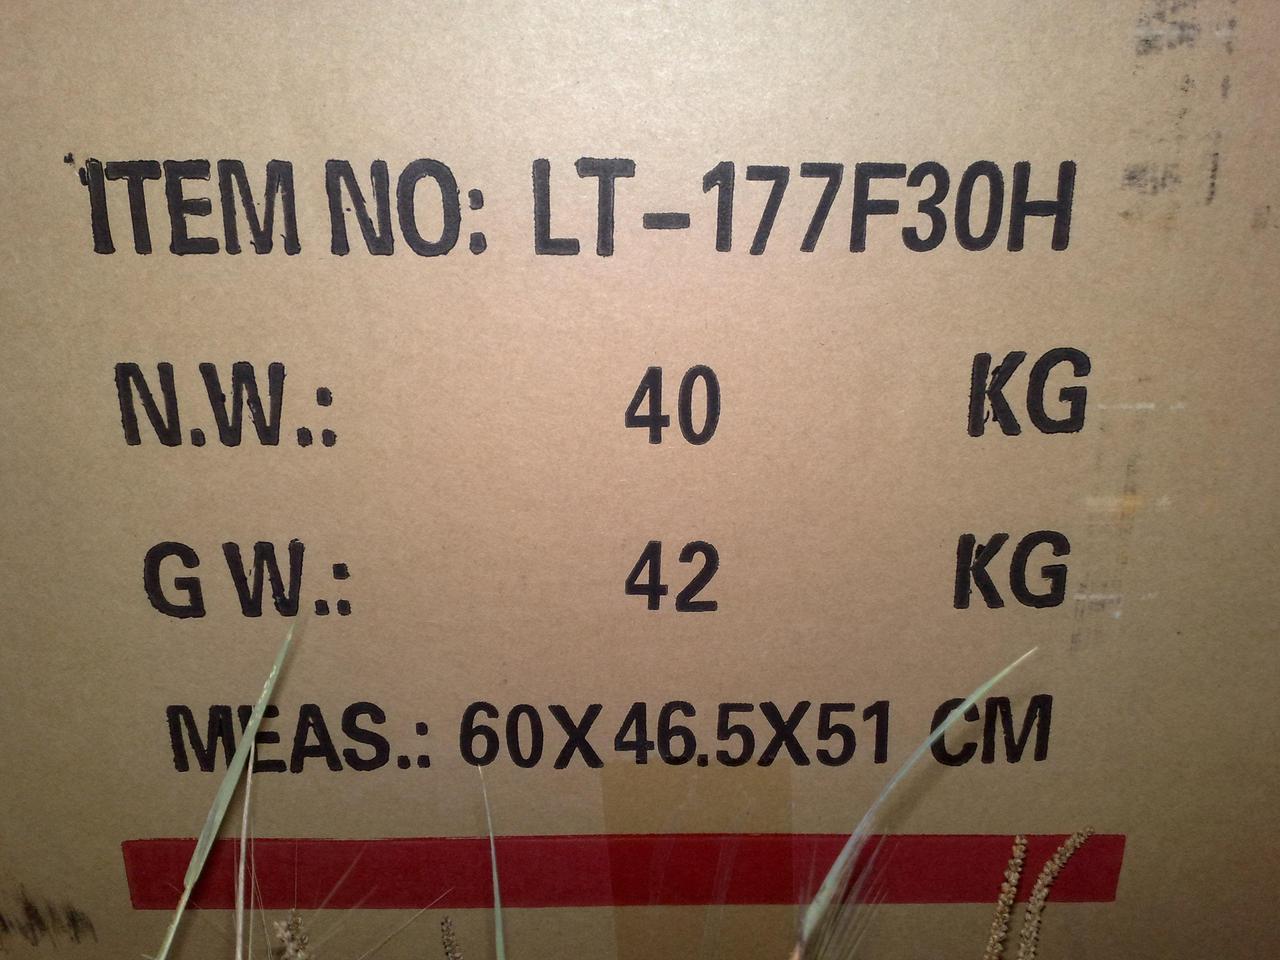 ITEM NO: LT-177F30H
N.W.: 40 KG
G W.: 42 KG
MEAS.: 60X46.5X51 CM